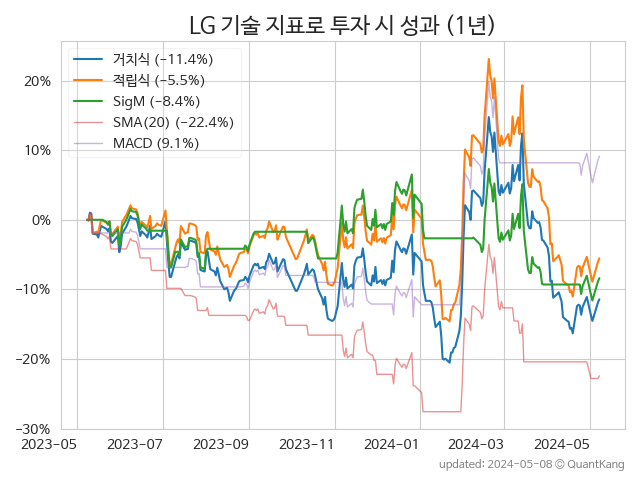 LG 기술 지표로 투자 시 성과 (1년)
거치식 (−11.4%)
적립식 (−5.5%)
SigM (−8.4%)
SMA(20) (−22.4%)
MACD (9.1%)
20%
10%
0%
−10%
−20%
−30%
2023-05 2023-07 2023-09 2023-11 2024-01 2024-03 2024-05
updated: 2024-05-08 © QuantKang